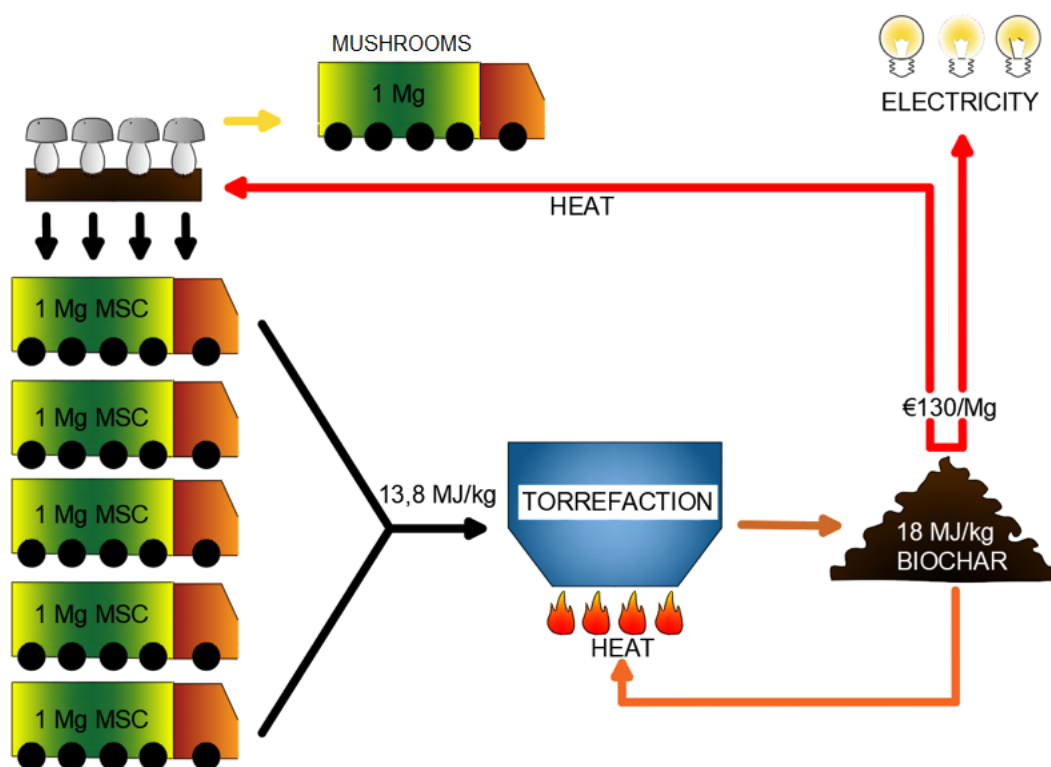 MUSHROOMS
1 Mg
ELECTRICITY
HEAT
1 Mg MSC
€130/Mg
1 Mg MSC
13,8 MJ/kg
TORREFACTION
1 Mg MSC
18 MJ/kg
BIOCHAR
1 Mg MSC
HEAT
1 Mg MSC